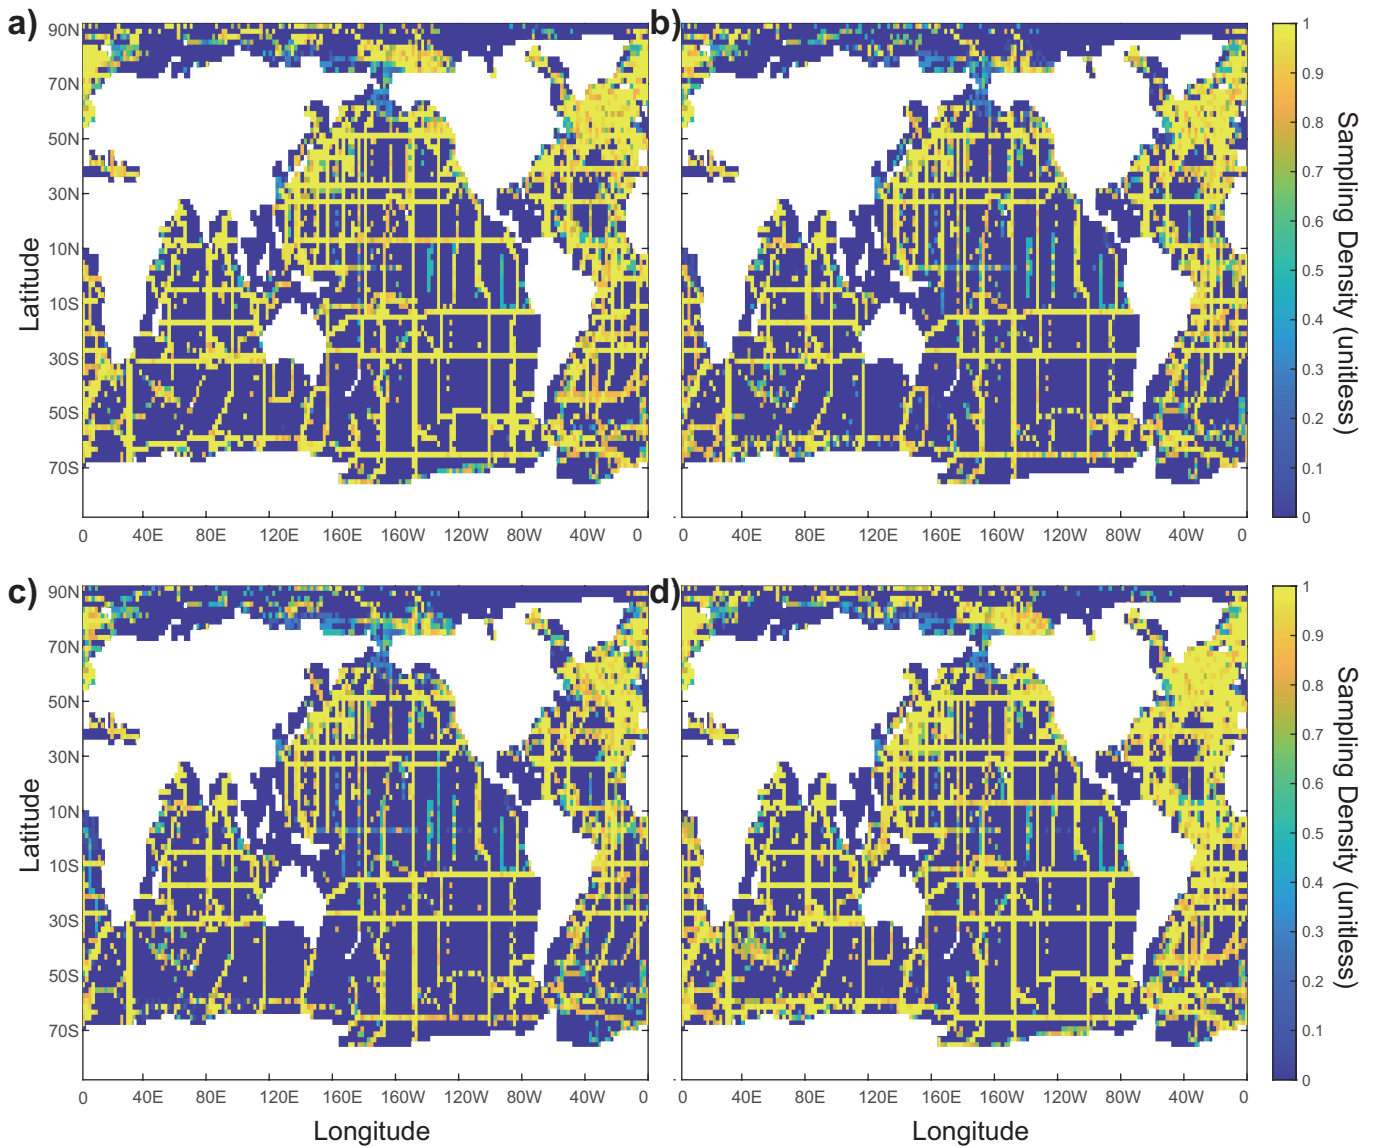 a)
b)
90N
70N
50N
30N
10N
10S
30S
50S
70S
Latitude
0 40E 80E 120E 160E 160W 120W 80W 40W 0
0 40E 80E 120E 160E 160W 120W 80W 40W 0
1
0.9
0.8
0.7
0.6
0.5
0.4
0.3
0.2
0.1
0
Sampling Density (unitless)
c)
d)
90N
70N
50N
30N
10N
10S
30S
50S
70S
Latitude
0 40E 80E 120E 160E 160W 120W 80W 40W 0
0 40E 80E 120E 160E 160W 120W 80W 40W 0
Longitude
Longitude
1
0.9
0.8
0.7
0.6
0.5
0.4
0.3
0.2
0.1
0
Sampling Density (unitless)